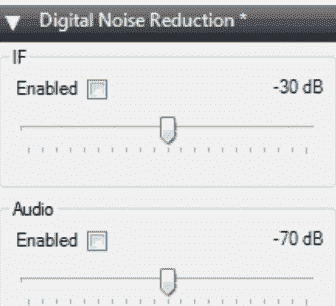 Digital Noise Reduction *
IF
Enabled -30 dB
Audio
Enabled -70 dB